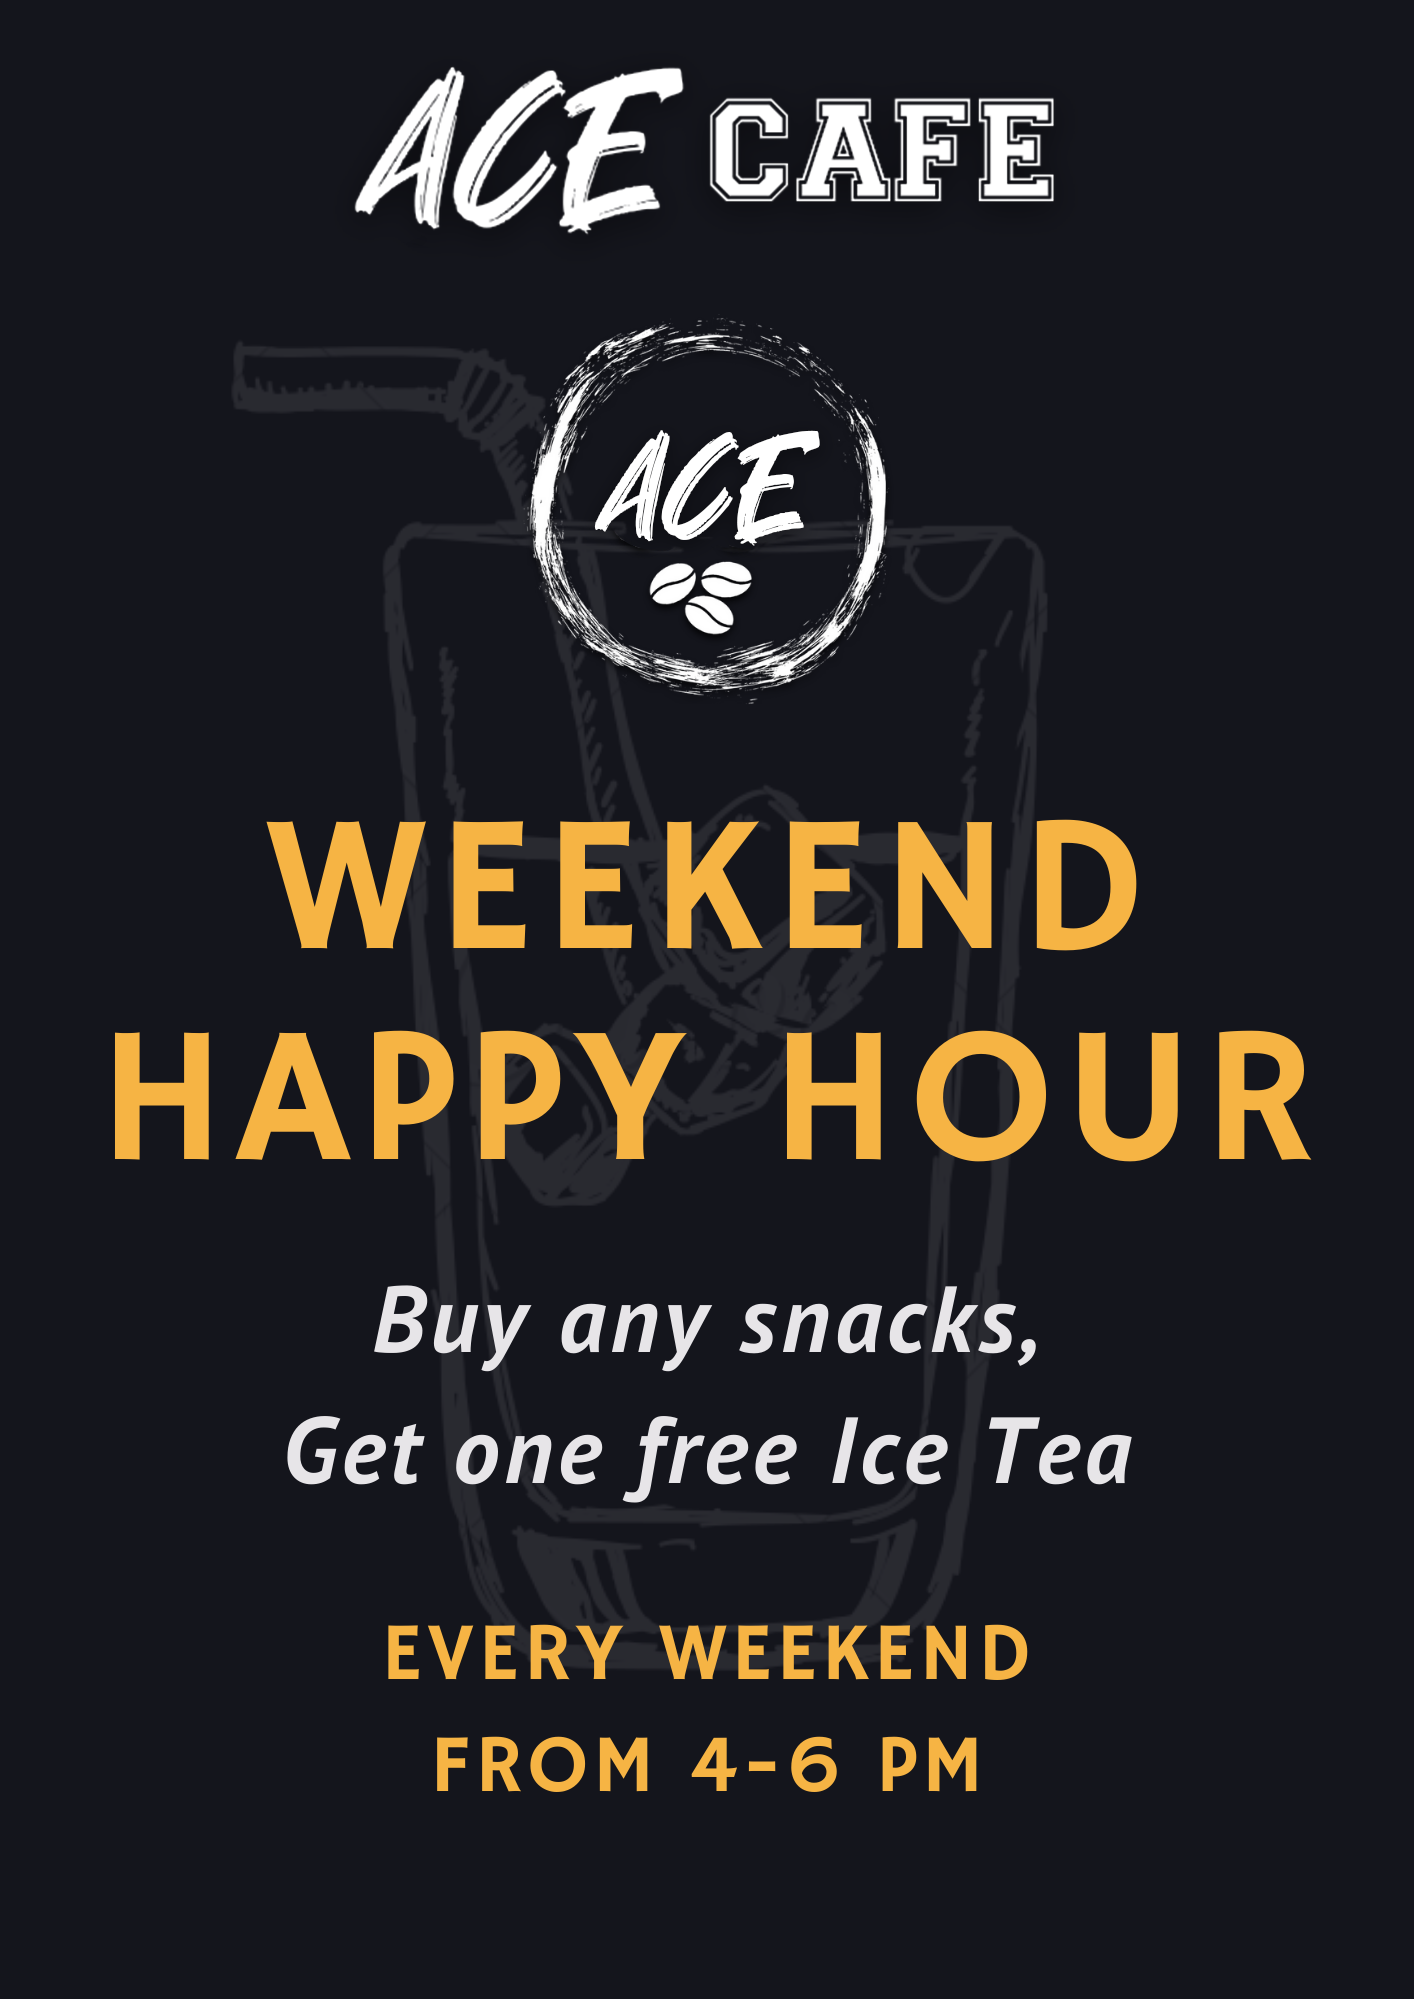 ACE CAFE
ACE
WEEKEND
HAPPY HOUR
Buy any snacks,
Get one free Ice Tea
EVERY WEEKEND
FROM 4-6 PM